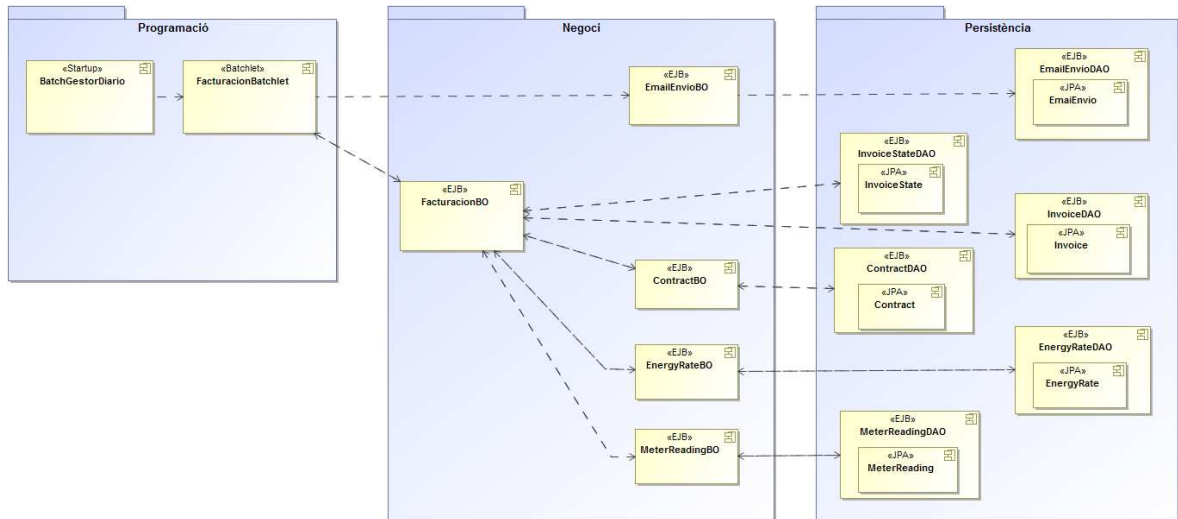 Programació
«Startup»
BatchGestorDiario
«Batchlet»
FacturacionBatchlet
Negoci
«EJB»
EmailEnvioBO
«EJB»
FacturacionBO
«EJB»
ContractBO
«EJB»
EnergyRateBO
«EJB»
MeterReadingBO
Persistència
«EJB»
EmailEnvioDAO
«JPA»
EmaiEnvio
«EJB»
InvoiceStateDAO
«JPA»
InvoiceState
«EJB»
InvoiceDAO
«JPA»
Invoice
«EJB»
ContractDAO
«JPA»
Contract
«EJB»
EnergyRateDAO
«JPA»
EnergyRate
«EJB»
MeterReadingDAO
«JPA»
MeterReading